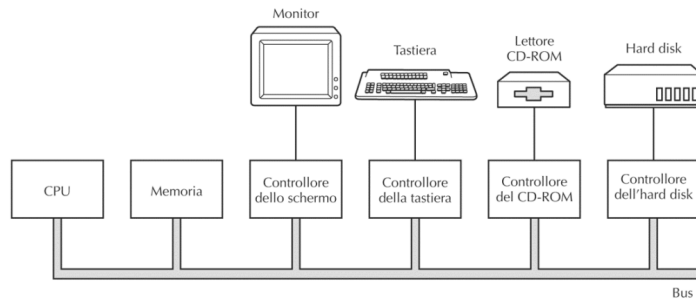 Monitor
Tastiera
Lettore
CD-ROM
Hard disk
CPU
Memoria
Controllore
dello schermo
Controllore
della tastiera
Controllore
del CD-ROM
Controllore
dell'hard disk
Bus